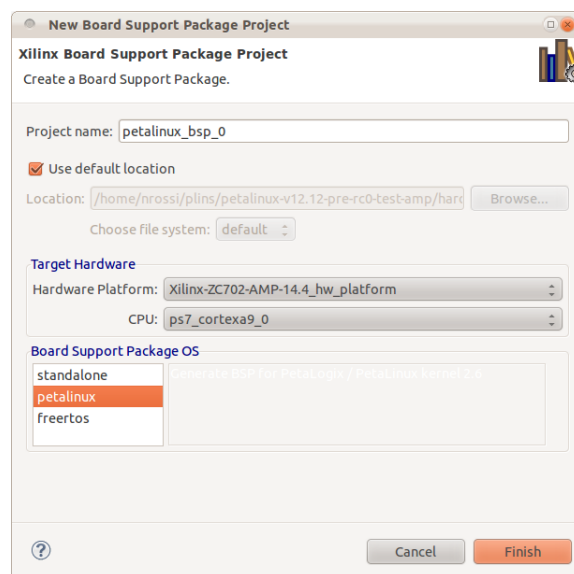 New Board Support Package Project
Xilinx Board Support Package Project
Create a Board Support Package.
Project name: petalinux_bsp_0
Use default location
Location: /home/nrossi/plins/petalinux-v12.12-pre-rc0-test-amp/hard Browse...
Choose file system: default
Target Hardware
Hardware Platform: Xilinx-ZC702-AMP-14.4_hw_platform
CPU: ps7_cortexa9_0
Board Support Package OS
standalone Generate BSP for PetaLogix / PetaLinux kernel 2.6
petalinux
freertos
? Cancel Finish